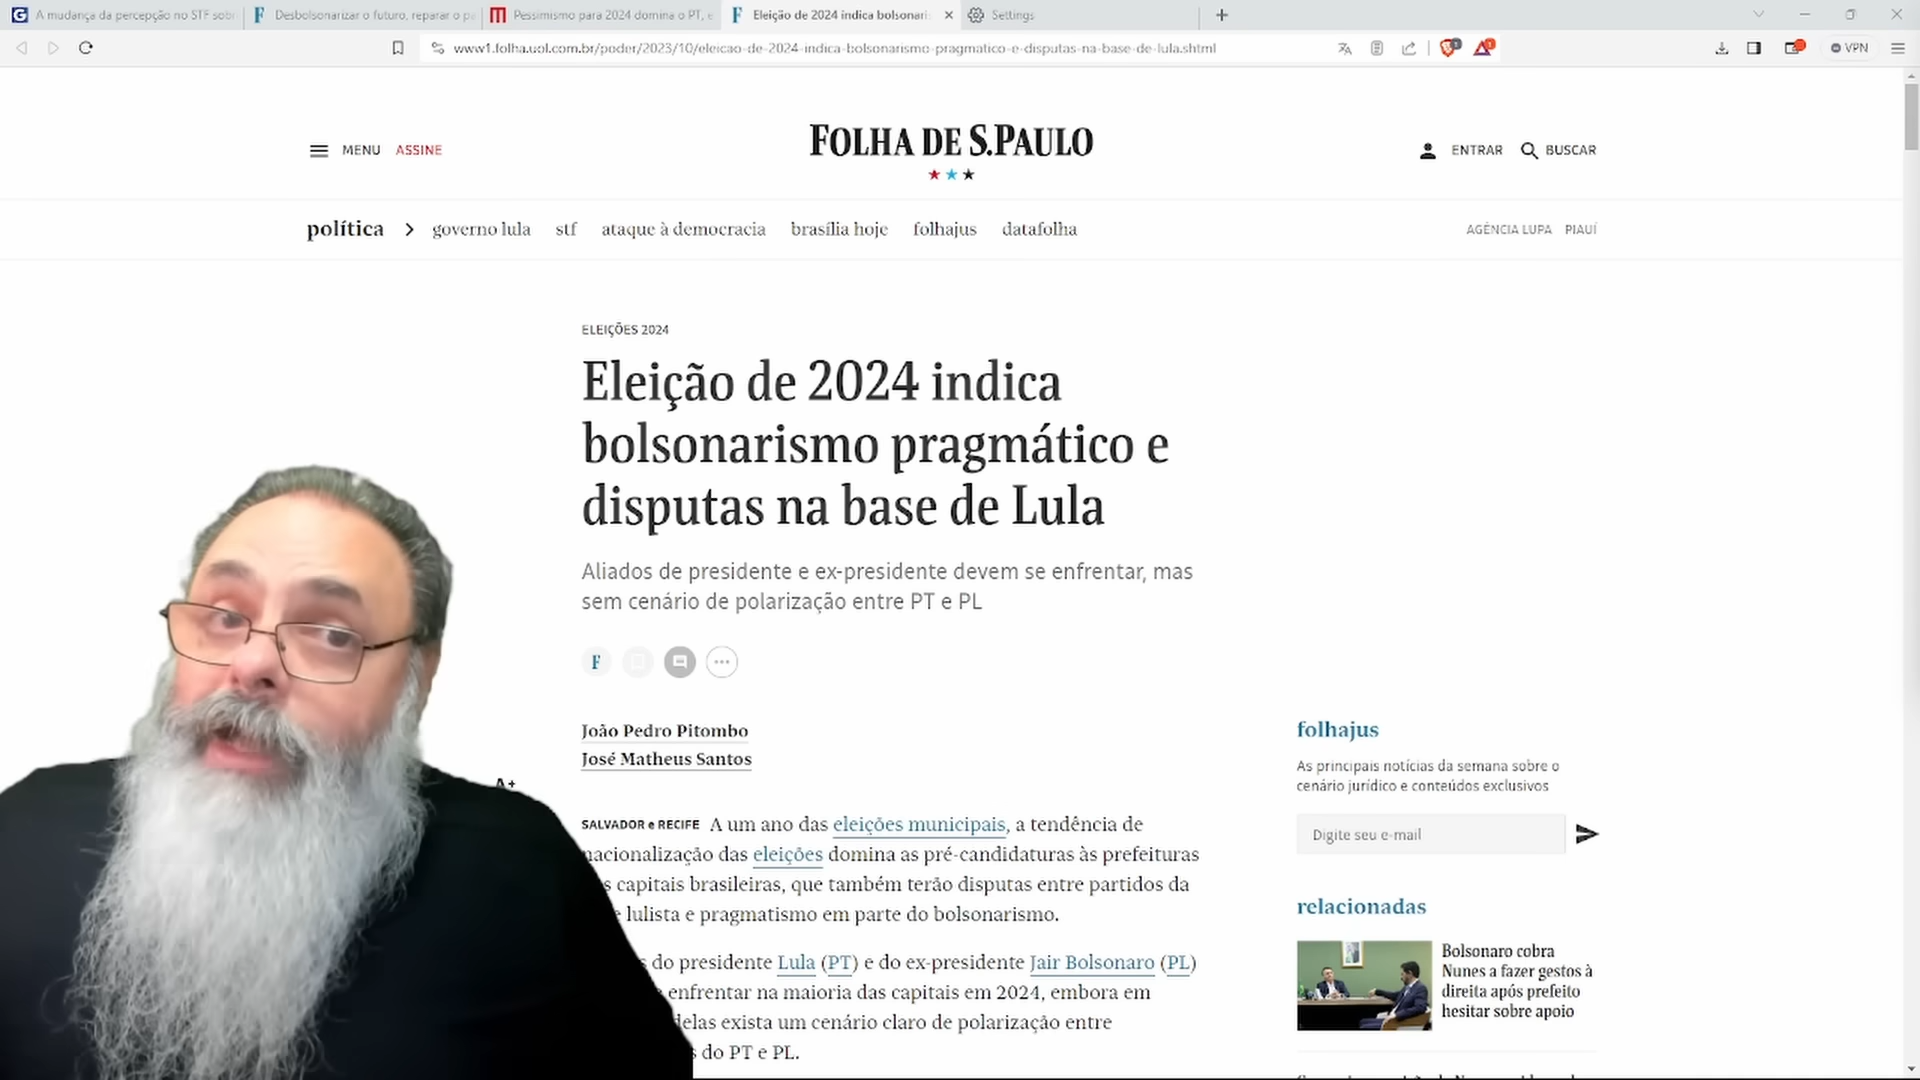 A mudança da percepção no STF sob
Desbolsonarizar o futuro, reparar o pa
Pessimismo para 2024 domina o PT, e
Eleição de 2024 indica bolsonaris
Settings
www1.folha.uol.com.br/poder/2023/10/eleicao-de-2024-indica-bolsonarismo-pragmatico-e-disputas-na-base-de-lula.shtml
VPN
MENU ASSINE
FOLHA DE S.PAULO
ENTRAR BUSCAR
política governo lula stf ataque à democracia brasília hoje folhajus datafolha
AGÊNCIA LUPA PIAUÍ
ELEIÇÕES 2024
Eleição de 2024 indica
bolsonarismo pragmático e
disputas na base de Lula
Aliados de presidente e ex-presidente devem se enfrentar, mas
sem cenário de polarização entre PT e PL
F
João Pedro Pitombo
José Matheus Santos
A+
SALVADOR e RECIFE A um ano das eleições municipais, a tendência de
nacionalização das eleições domina as pré-candidaturas às prefeituras
s capitais brasileiras, que também terão disputas entre partidos da
e lulista e pragmatismo em parte do bolsonarismo.
s do presidente Lula (PT) e do ex-presidente Jair Bolsonaro (PL)
enfrentar na maioria das capitais em 2024, embora em
delas exista um cenário claro de polarização entre
s do PT e PL.
folhajus
As principais notícias da semana sobre o
cenário jurídico e conteúdos exclusivos
Digite seu e-mail
relacionadas
Bolsonaro cobra
Nunes a fazer gestos à
direita após prefeito
hesitar sobre apoio